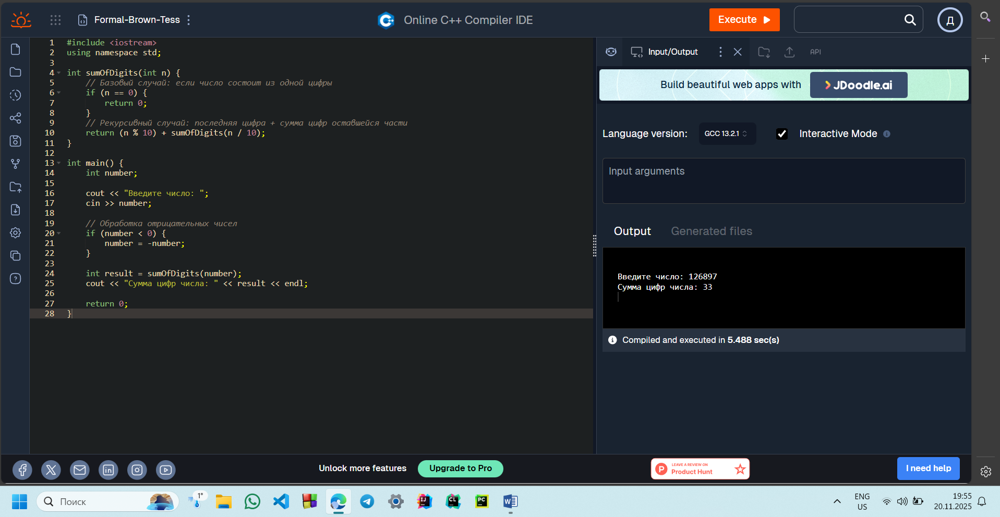 Formal-Brown-Tess
Online C++ Compiler IDE
Execute
Д
1 #include <iostream>
2 using namespace std;
3
4 int sumOfDigits(int n) {
5 // Базовый случай: если число состоит из одной цифры
6 if (n == 0) {
7 return 0;
8 }
9 // Рекурсивный случай: последняя цифра + сумма цифр оставшейся части
10 return (n % 10) + sumOfDigits(n / 10);
11 }
12
13 int main() {
14 int number;
15
16 cout << "Введите число: ";
17 cin >> number;
18
19 // Обработка отрицательных чисел
20 if (number < 0) {
21 number = -number;
22 }
23
24 int result = sumOfDigits(number);
25 cout << "Сумма цифр числа: " << result << endl;
26
27 return 0;
28 }
Input/Output
API
Build beautiful web apps with JDoodle.ai
Language version: GCC 13.2.1 Interactive Mode
Input arguments
Output Generated files
Введите число: 126897
Сумма цифр числа: 33
Compiled and executed in 5.488 sec(s)
Unlock more features Upgrade to Pro
P LEAVE A REVIEW ON
Product Hunt
I need help
Поиск
1°
IJ
CL
PC
W
ENG
US
19:55
20.11.2025